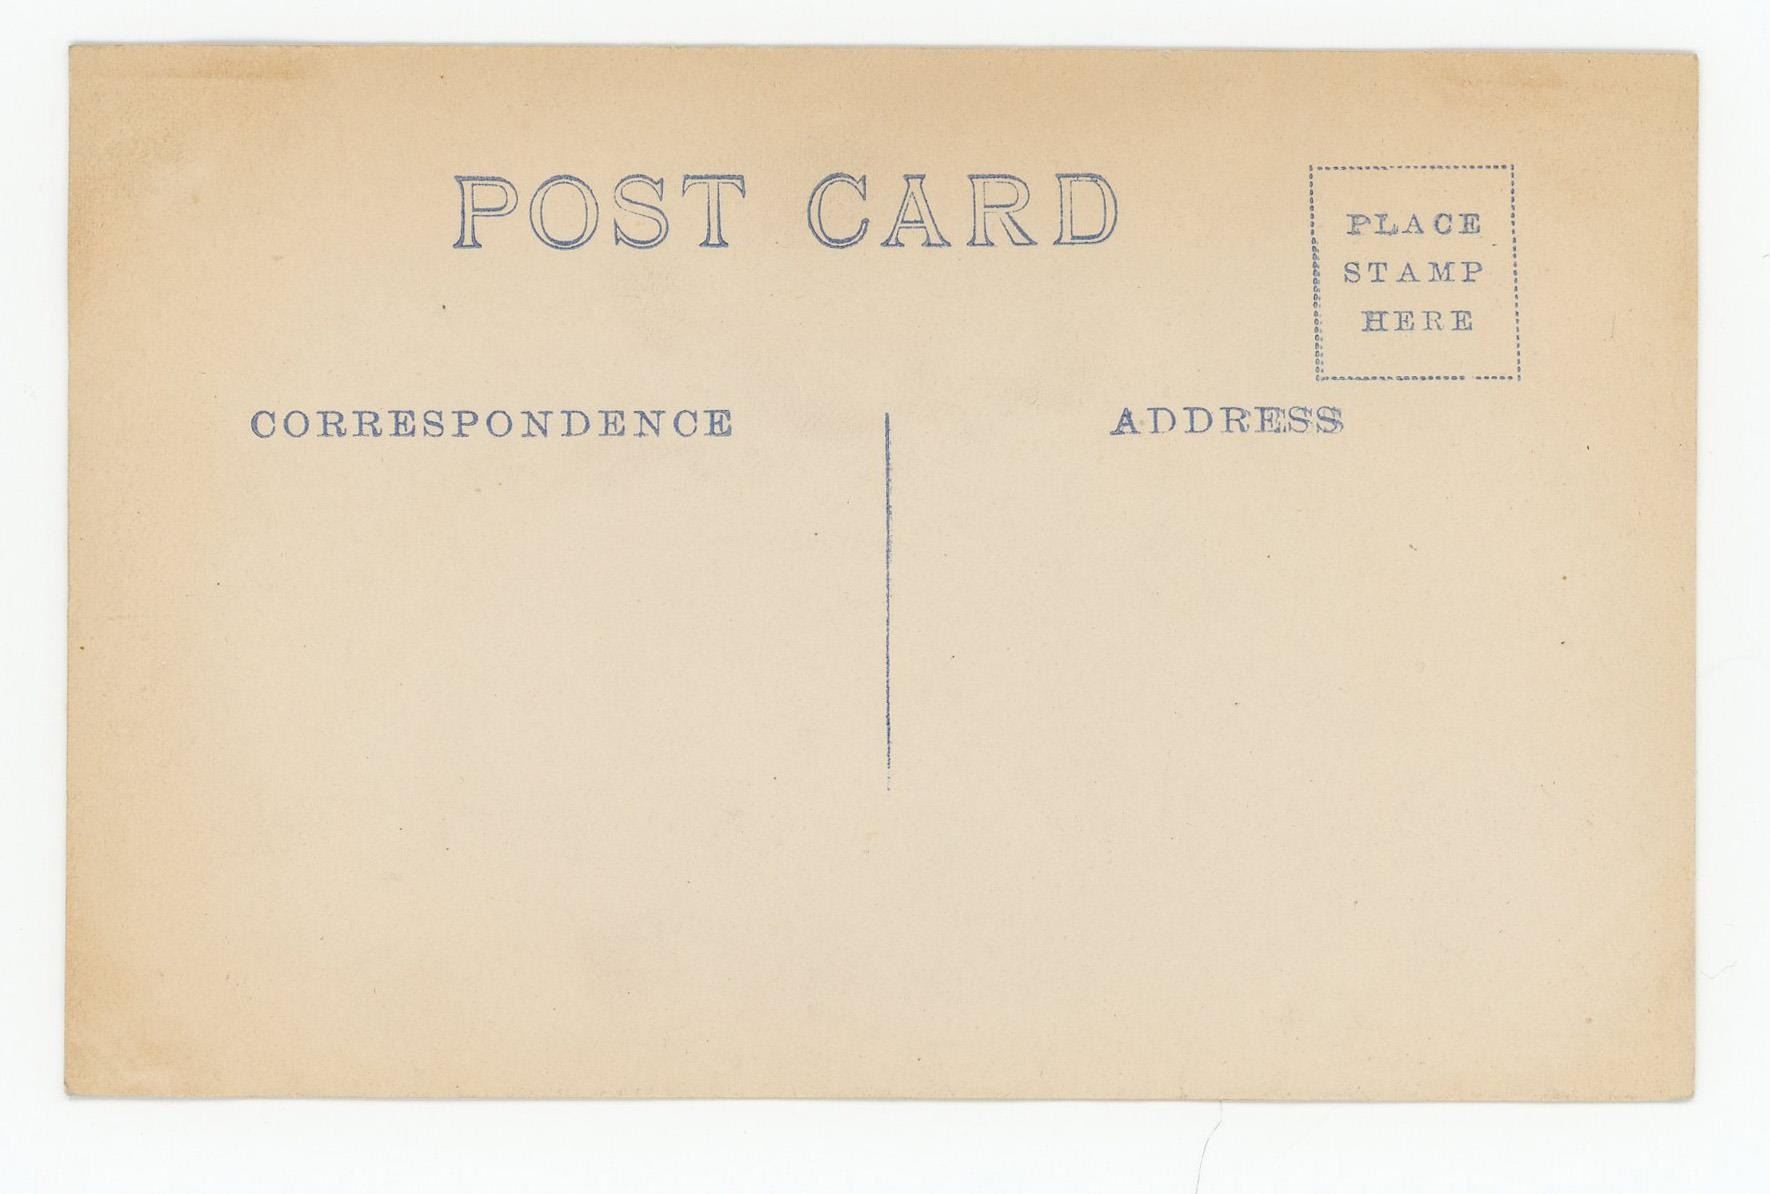 POST CARD
PLACE
STAMP
HERE
CORRESPONDENCE
ADDRESS